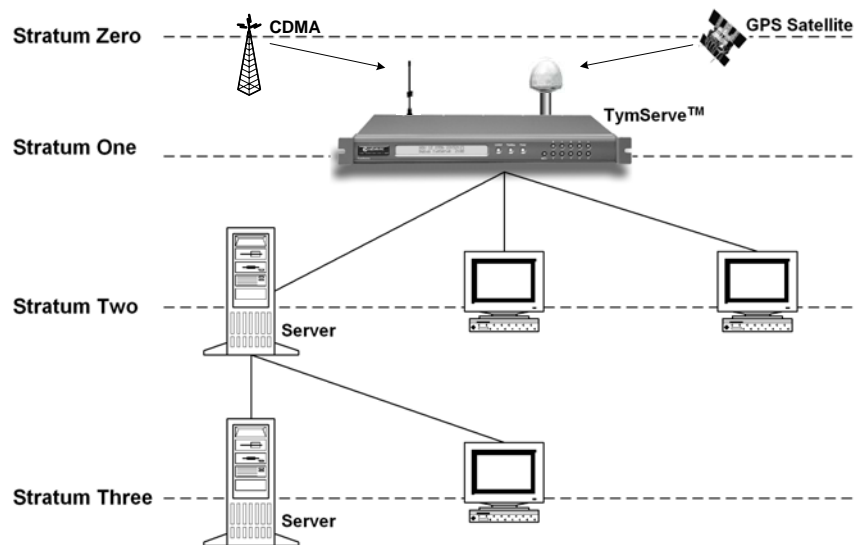 Stratum Zero
CDMA
GPS Satellite
TymServe™
Stratum One
Stratum Two
Server
Stratum Three
Server